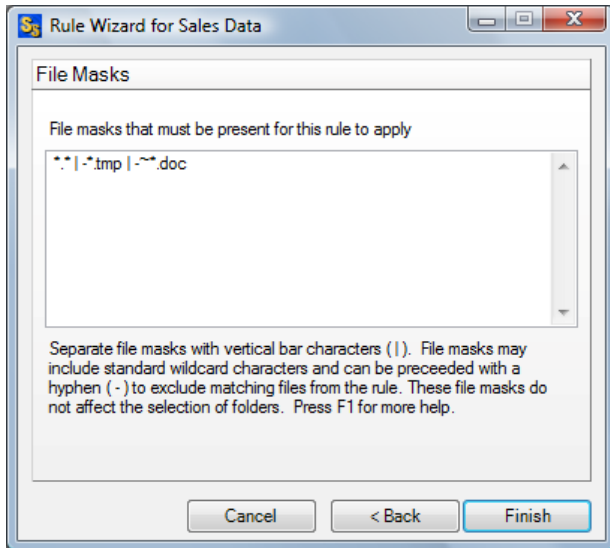 Rule Wizard for Sales Data
File Masks
File masks that must be present for this rule to apply
*.* | -*.tmp | -~*.doc
Separate file masks with vertical bar characters ( | ). File masks may
include standard wildcard characters and can be preceeded with a
hyphen ( - ) to exclude matching files from the rule. These file masks do
not affect the selection of folders. Press F1 for more help.
Cancel
< Back
Finish